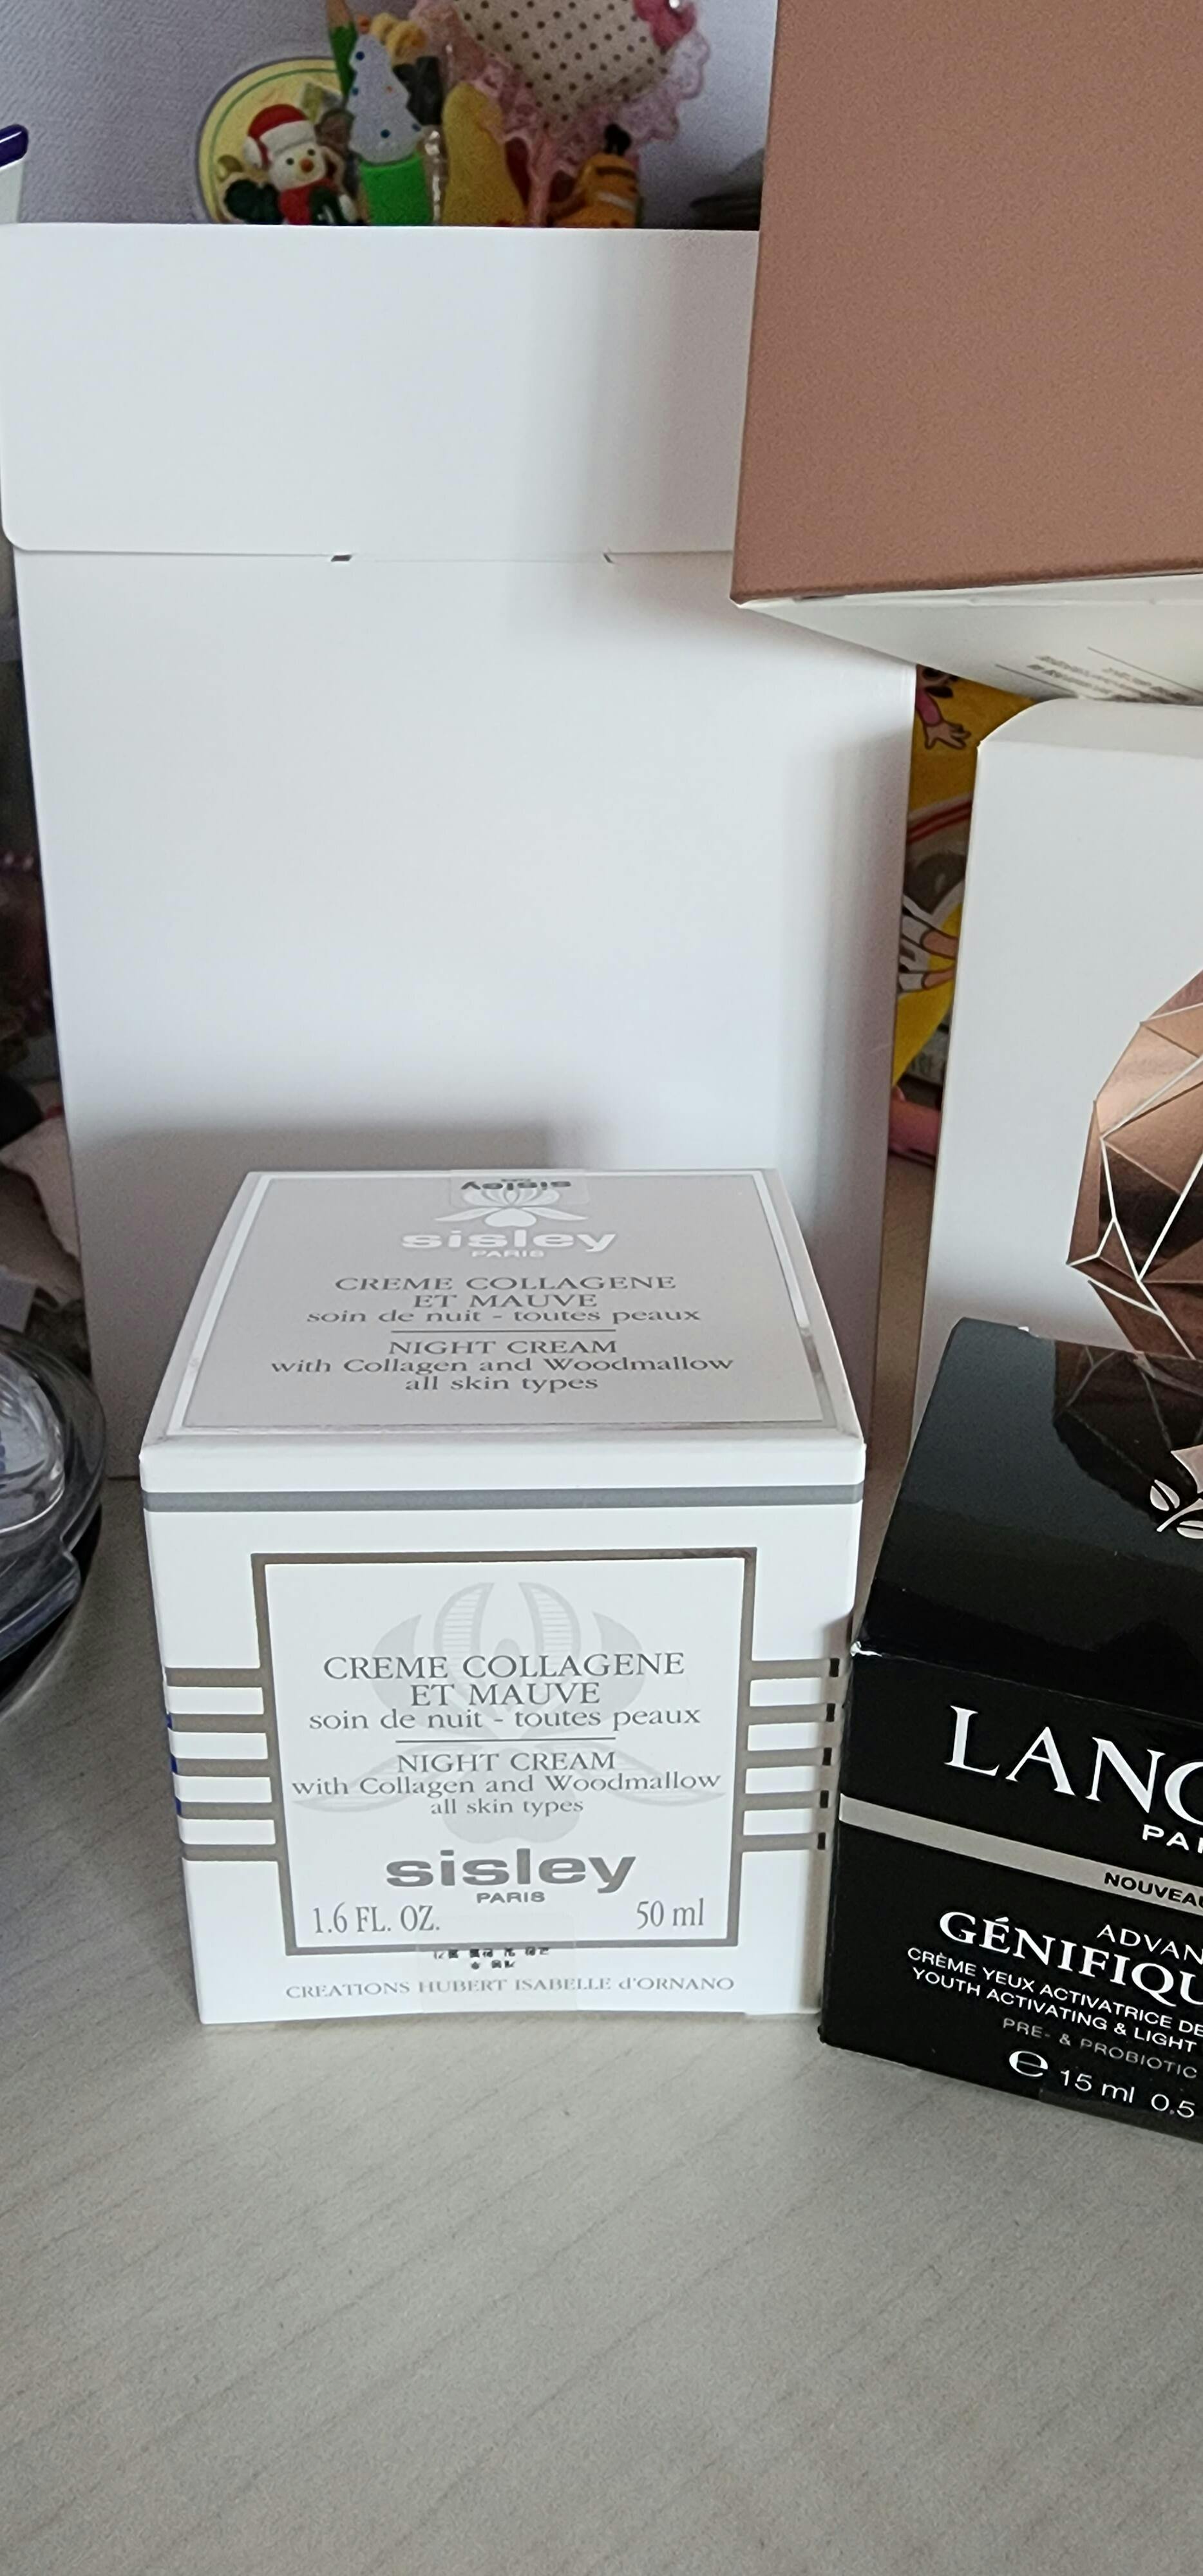 sisley
sisley
PARIS
CREME COLLAGENE
ET MAUVE
soin de nuit - toutes peaux
NIGHT CREAM
with Collagen and Woodmallow
all skin types
CREME COLLAGENE
ET MAUVE
soin de nuit - toutes peaux
NIGHT CREAM
with Collagen and Woodmallow
all skin types
sisley
PARIS
1.6 FL. OZ. 50 ml
CREATIONS HUBERT ISABELLE d'ORNANO
LANC
PA
NOUVEAU
ADVAN
GÉNIFIQU
CRÈME YEUX ACTIVATRICE DE
YOUTH ACTIVATING & LIGHT
PRE- & PROBIOTIC
e 15 ml 0.5